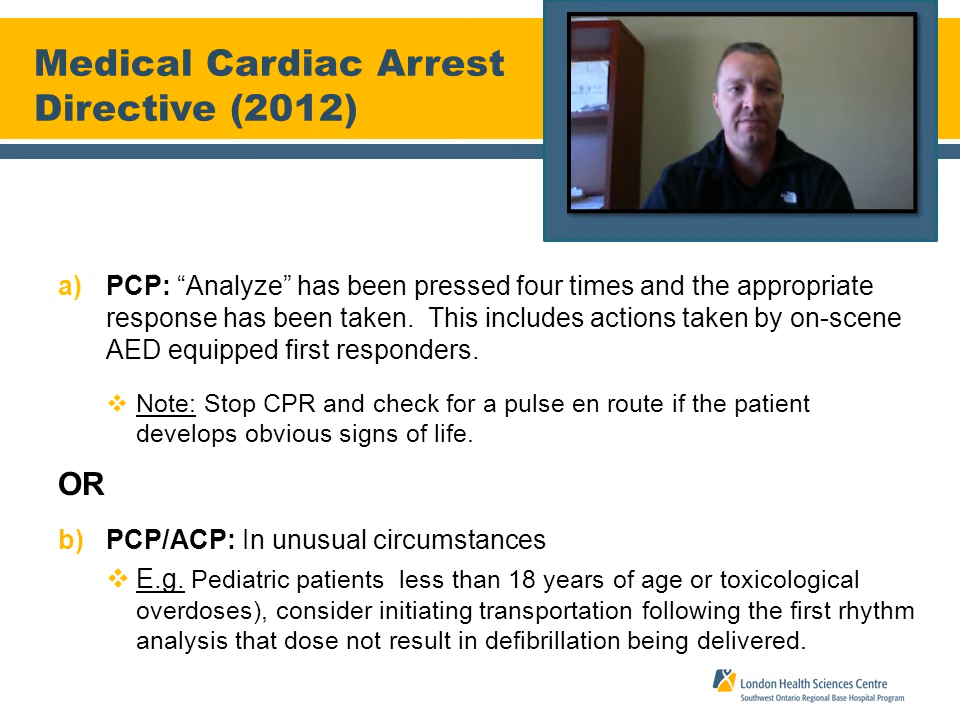 Medical Cardiac Arrest
Directive (2012)
a) PCP: “Analyze” has been pressed four times and the appropriate
response has been taken.  This includes actions taken by on-scene
AED equipped first responders.
❖ Note: Stop CPR and check for a pulse en route if the patient
develops obvious signs of life.
OR
b) PCP/ACP: In unusual circumstances
❖ E.g. Pediatric patients  less than 18 years of age or toxicological
overdoses), consider initiating transportation following the first rhythm
analysis that dose not result in defibrillation being delivered.
London Health Sciences Centre
Southwest Ontario Regional Base Hospital Program